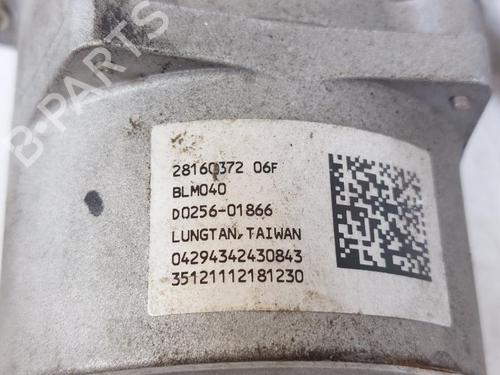 B-PARTS
28160372 06F
BLM040
D0256-01866
LUNGTAN,TAIWAN
04294342430843
35121112181230